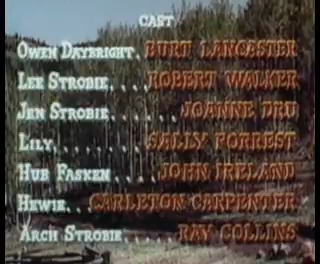 CAST
OWEN DAYBRIGHT. BURT LANCASTER
LEE STROBIE.... ROBERT WALKER
JEN STROBIE....... JOANNE DRU
LILY........ SALLY FORREST
HUB FASKEN .... JOHN IRELAND
HEWIE... CARLETON CARPENTER
ARCH STROBIE..... RAY COLLINS